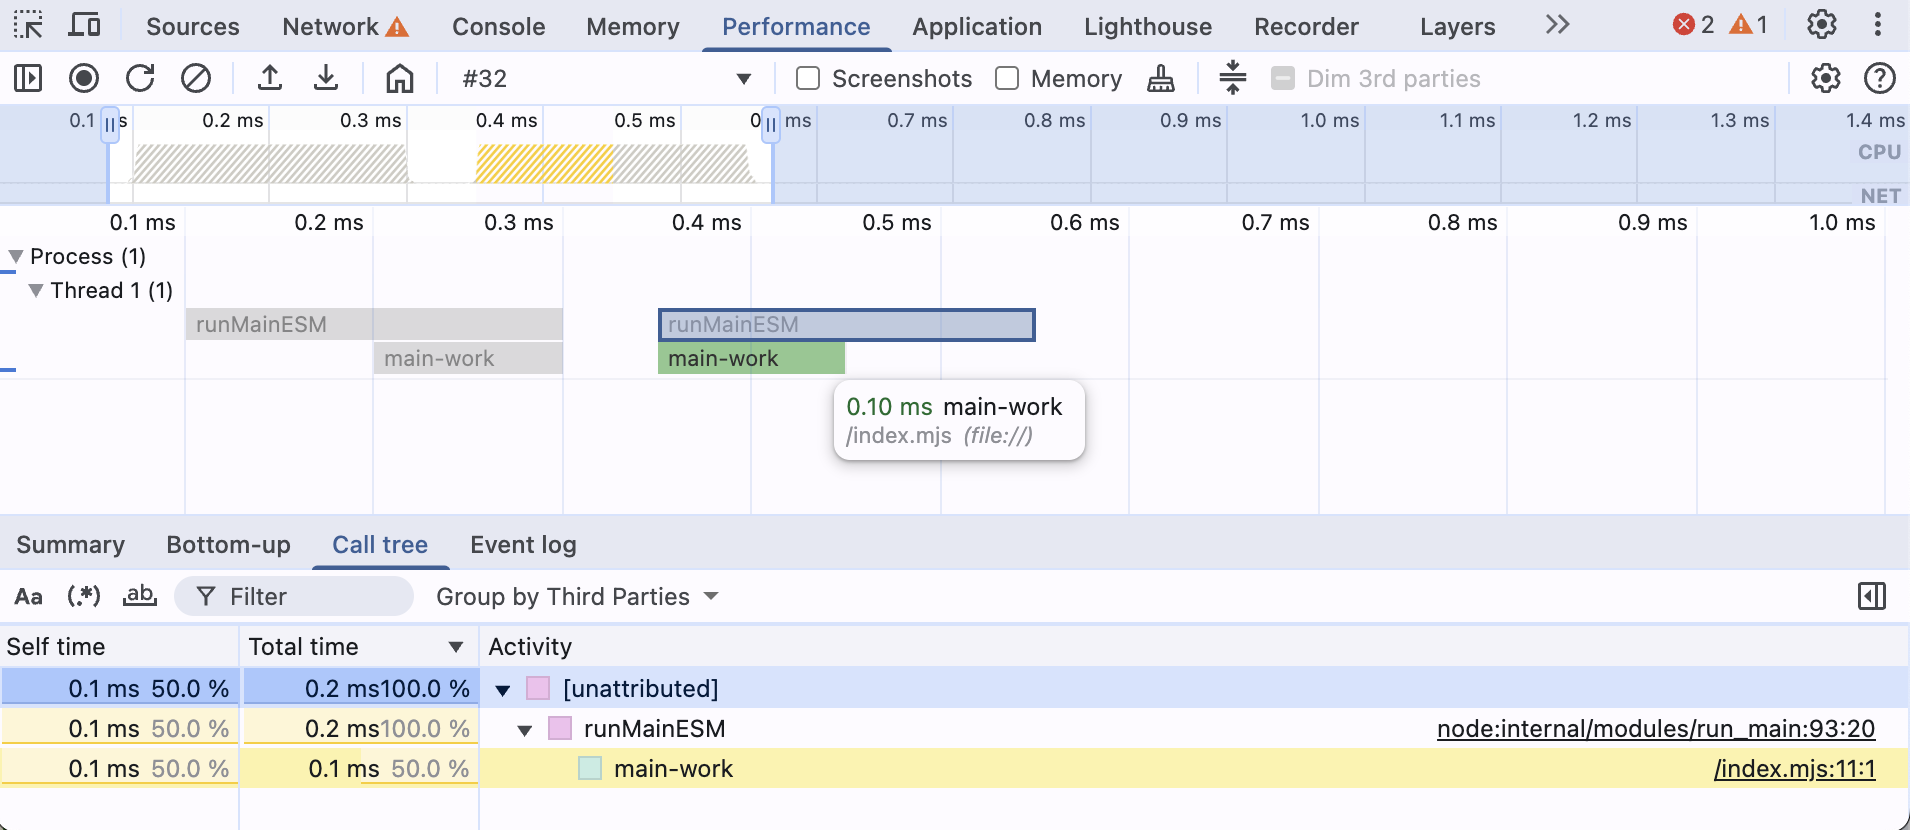 Sources Network Console Memory Performance Application Lighthouse Recorder Layers 2 1
#32 Screenshots Memory Dim 3rd parties
0.1 s 0.2 ms 0.3 ms 0.4 ms 0.5 ms 0 ms 0.7 ms 0.8 ms 0.9 ms 1.0 ms 1.1 ms 1.2 ms 1.3 ms 1.4 ms
CPU
NET
0.1 ms 0.2 ms 0.3 ms 0.4 ms 0.5 ms 0.6 ms 0.7 ms 0.8 ms 0.9 ms 1.0 ms
Process (1)
Thread 1 (1)
runMainESM runMainESM
main-work main-work
0.10 ms main-work
/index.mjs (file://)
Summary Bottom-up Call tree Event log
Aa (.*) ab Filter Group by Third Parties
Self time Total time Activity
0.1 ms 50.0 % 0.2 ms100.0 % [unattributed]
0.1 ms 50.0 % 0.2 ms100.0 % runMainESM node:internal/modules/run_main:93:20
0.1 ms 50.0 % 0.1 ms 50.0 % main-work /index.mjs:11:1